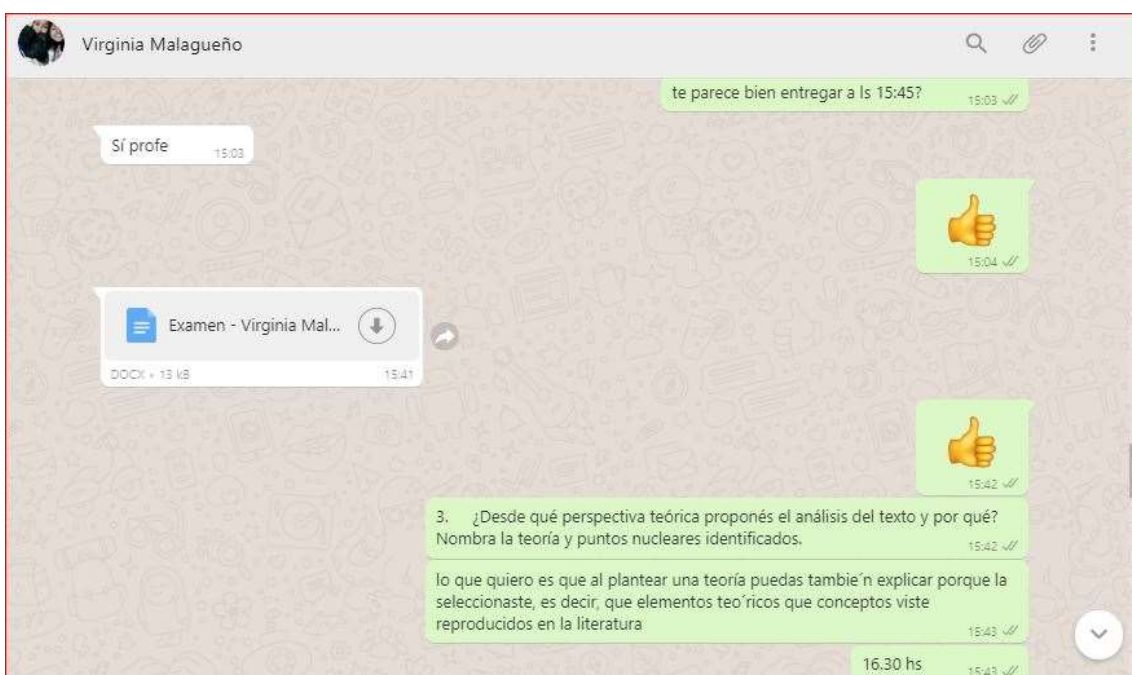 Virginia Malagueño
te parece bien entregar a ls 15:45?
15:03
Sí profe
15:03
15:04
Examen - Virginia Mal...
DOCX • 13 kB
15:41
15:42
3. ¿Desde qué perspectiva teórica proponés el análisis del texto y por qué?
Nombra la teoría y puntos nucleares identificados.
15:42
lo que quiero es que al plantear una teoría puedas tambie´n explicar porque la
seleccionaste, es decir, que elementos teo´ricos que conceptos viste
reproducidos en la literatura
15:43
16.30 hs
15:43